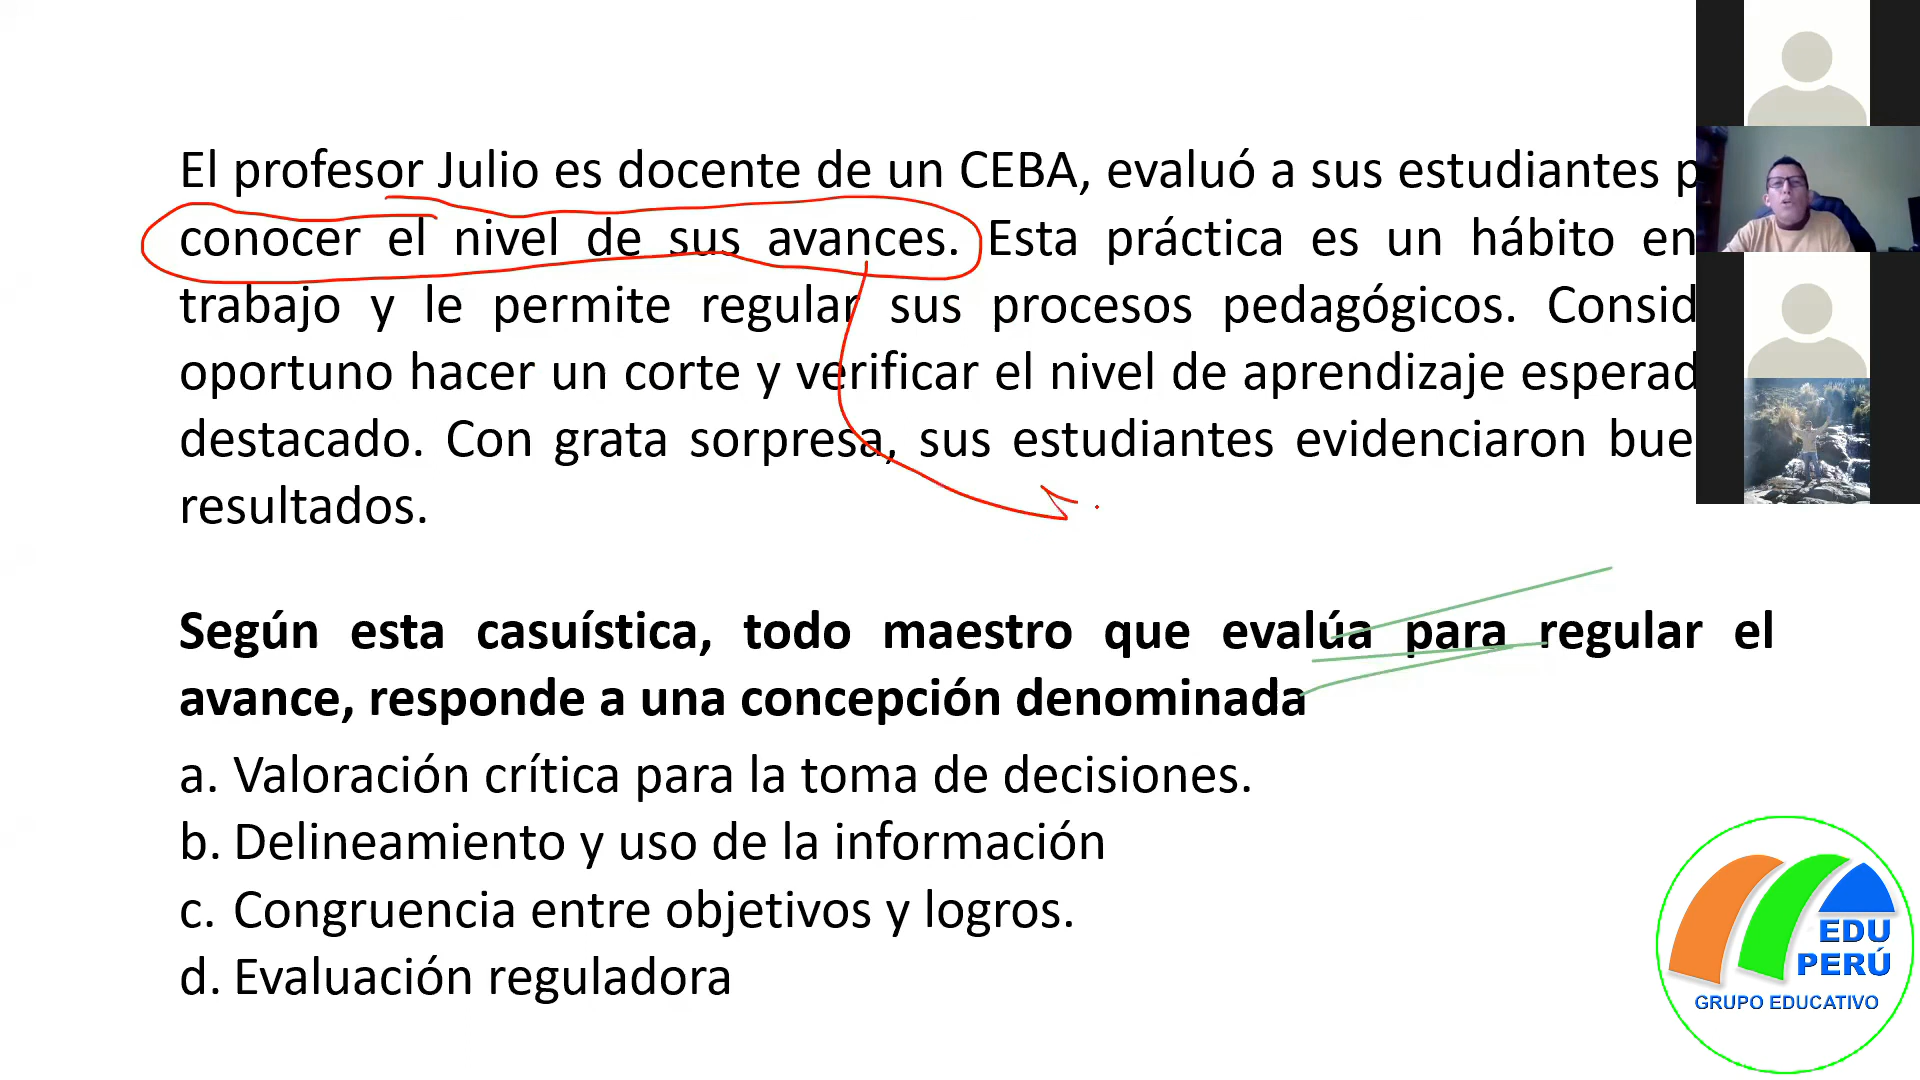 El profesor Julio es docente de un CEBA, evaluó a sus estudiantes
conocer el nivel de sus avances. Esta práctica es un hábito en
trabajo y le permite regular sus procesos pedagógicos.
oportuno hacer un corte y verificar el nivel de aprendizaje
destacado. Con grata sorpresa, sus estudiantes evidenciaron
resultados.
Según esta casuística, todo maestro que evalúa para regular el
avance, responde a una concepción denominada
a. Valoración crítica para la toma de decisiones.
b. Delineamiento y uso de la información
c. Congruencia entre objetivos y logros.
d. Evaluación reguladora
EDU
PERÚ
GRUPO EDUCATIVO